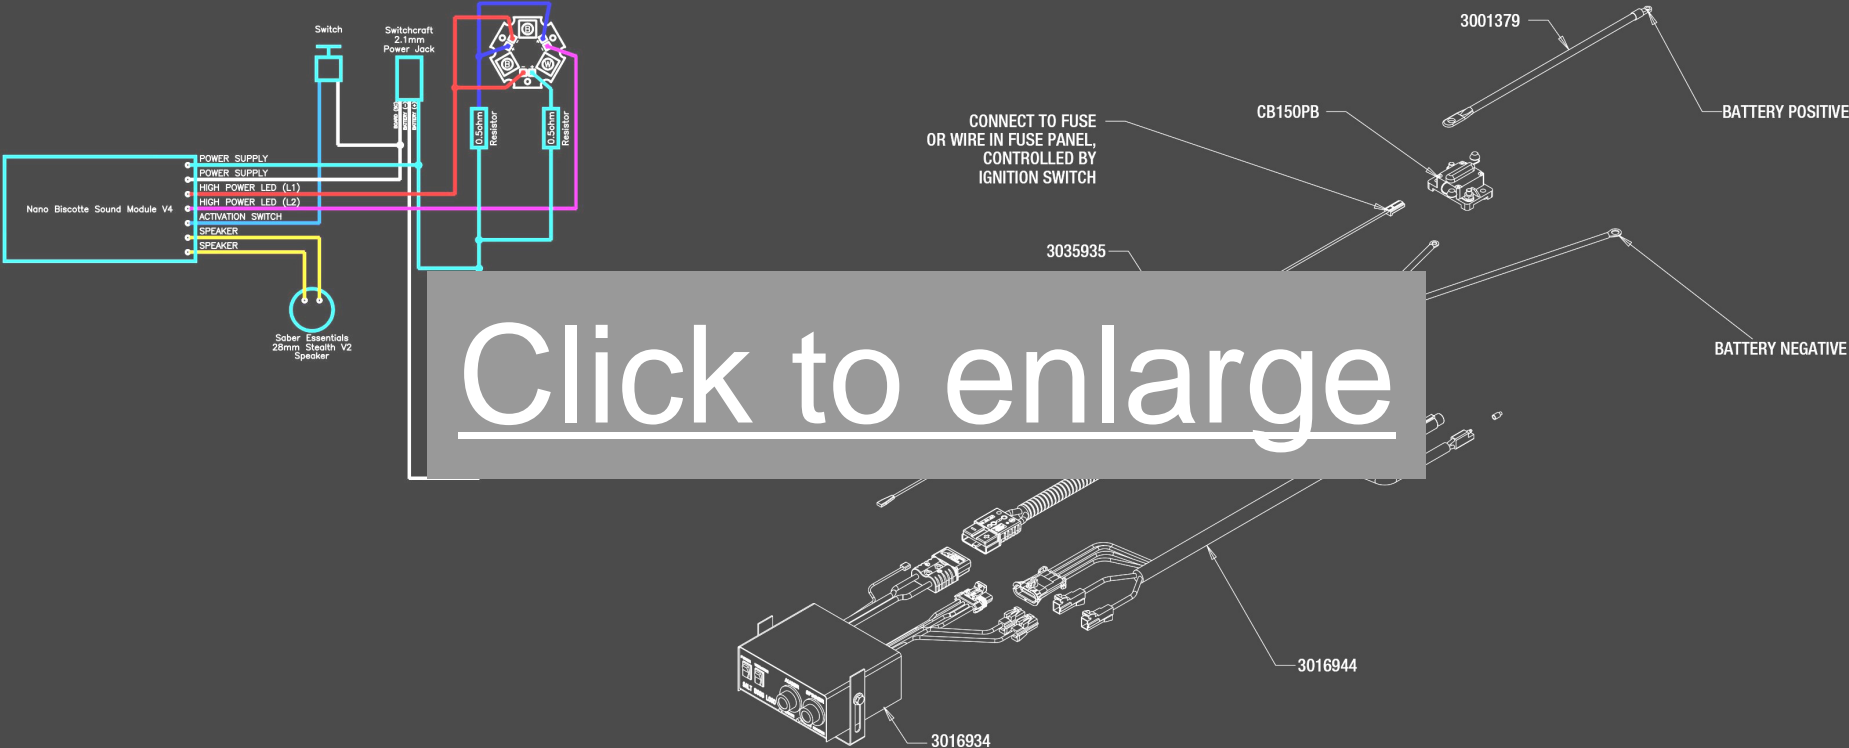 Switch
Switchcraft
2.1mm
Power Jack
0.5ohm
Resistor
0.5ohm
Resistor
POWER SUPPLY
POWER SUPPLY
HIGH POWER LED (L1)
HIGH POWER LED (L2)
ACTIVATION SWITCH
SPEAKER
SPEAKER
Nano Biscotte Sound Module V4
Saber Essentials
28mm Stealth V2
Speaker
B
B
W
3001379
BATTERY POSITIVE
CB150PB
CONNECT TO FUSE
OR WIRE IN FUSE PANEL,
CONTROLLED BY
IGNITION SWITCH
3035935
BATTERY NEGATIVE
Click to enlarge
3016944
3016934